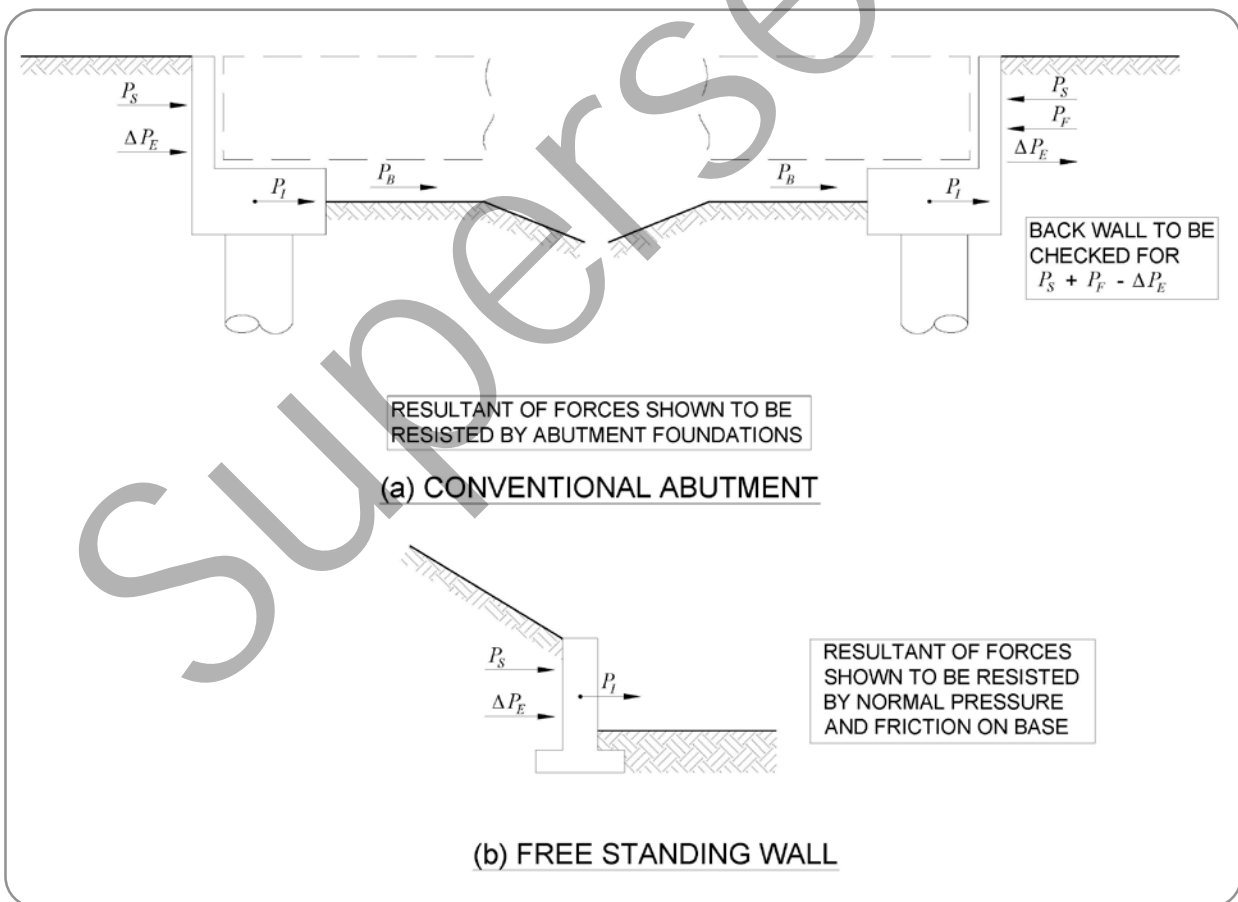 P_S
ΔP_E
P_I
P_B
P_B
P_S
P_F
ΔP_E
P_I
BACK WALL TO BE
CHECKED FOR
P_S + P_F - ΔP_E
RESULTANT OF FORCES SHOWN TO BE
RESISTED BY ABUTMENT FOUNDATIONS
(a) CONVENTIONAL ABUTMENT
P_S
ΔP_E
P_I
RESULTANT OF FORCES
SHOWN TO BE RESISTED
BY NORMAL PRESSURE
AND FRICTION ON BASE
(b) FREE STANDING WALL
Superse